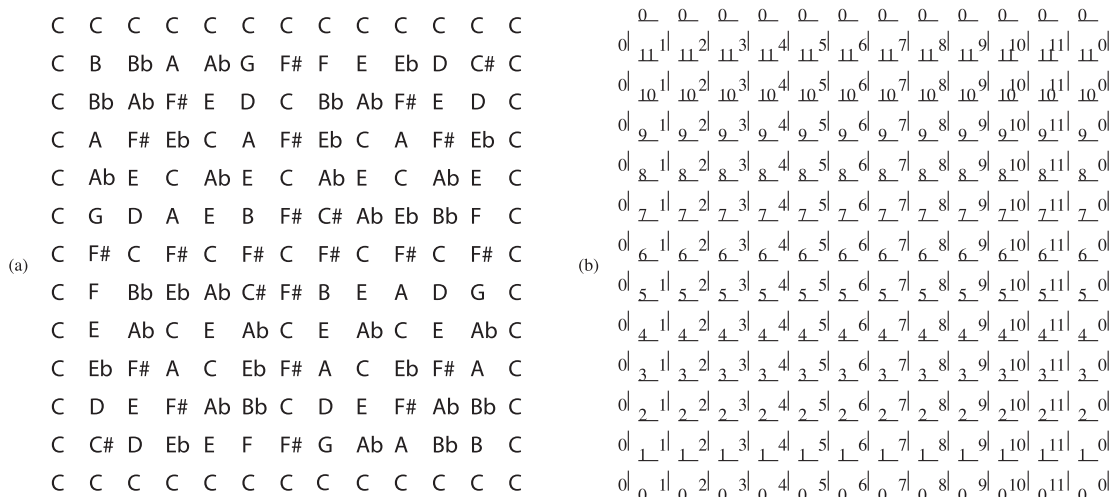 C C C C C C C C C C C C C
C B Bb A Ab G F# F E Eb D C# C
C Bb Ab F# E D C Bb Ab F# E D C
C A F# Eb C A F# Eb C A F# Eb C
C Ab E C Ab E C Ab E C Ab E C
C G D A E B F# C# Ab Eb Bb F C
C F# C F# C F# C F# C F# C F# C
(a)
C F Bb Eb Ab C# F# B E A D G C
C E Ab C E Ab C E Ab C E Ab C
C Eb F# A C Eb F# A C Eb F# A C
C D E F# Ab Bb C D E F# Ab Bb C
C C# D Eb E F F# G Ab A Bb B C
C C C C C C C C C C C C C
0 0 0 0 0 0 0 0 0 0 0 0
0 1 2 3 4 5 6 7 8 9 10 11 0
11 11 11 11 11 11 11 11 11 11 11 11
0 1 2 3 4 5 6 7 8 9 10 11 0
10 10 10 10 10 10 10 10 10 10 10 10
0 1 2 3 4 5 6 7 8 9 10 11 0
9 9 9 9 9 9 9 9 9 9 9 9
0 1 2 3 4 5 6 7 8 9 10 11 0
8 8 8 8 8 8 8 8 8 8 8 8
0 1 2 3 4 5 6 7 8 9 10 11 0
7 7 7 7 7 7 7 7 7 7 7 7
0 1 2 3 4 5 6 7 8 9 10 11 0
6 6 6 6 6 6 6 6 6 6 6 6
(b)
0 1 2 3 4 5 6 7 8 9 10 11 0
5 5 5 5 5 5 5 5 5 5 5 5
0 1 2 3 4 5 6 7 8 9 10 11 0
4 4 4 4 4 4 4 4 4 4 4 4
0 1 2 3 4 5 6 7 8 9 10 11 0
3 3 3 3 3 3 3 3 3 3 3 3
0 1 2 3 4 5 6 7 8 9 10 11 0
2 2 2 2 2 2 2 2 2 2 2 2
0 1 2 3 4 5 6 7 8 9 10 11 0
1 1 1 1 1 1 1 1 1 1 1 1
0 1 2 3 4 5 6 7 8 9 10 11 0
0 0 0 0 0 0 0 0 0 0 0 0